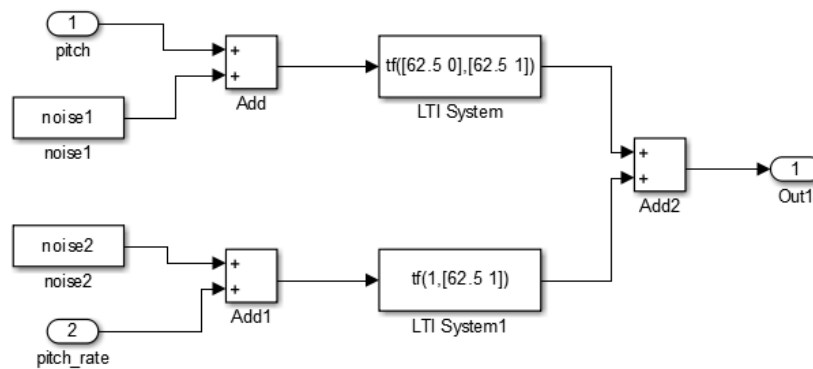 1
pitch
+
+
Add
noise1
noise1
tf([62.5 0],[62.5 1])
LTI System
+
+
Add2
1
Out1
noise2
noise2
+
+
Add1
2
pitch_rate
tf(1,[62.5 1])
LTI System1